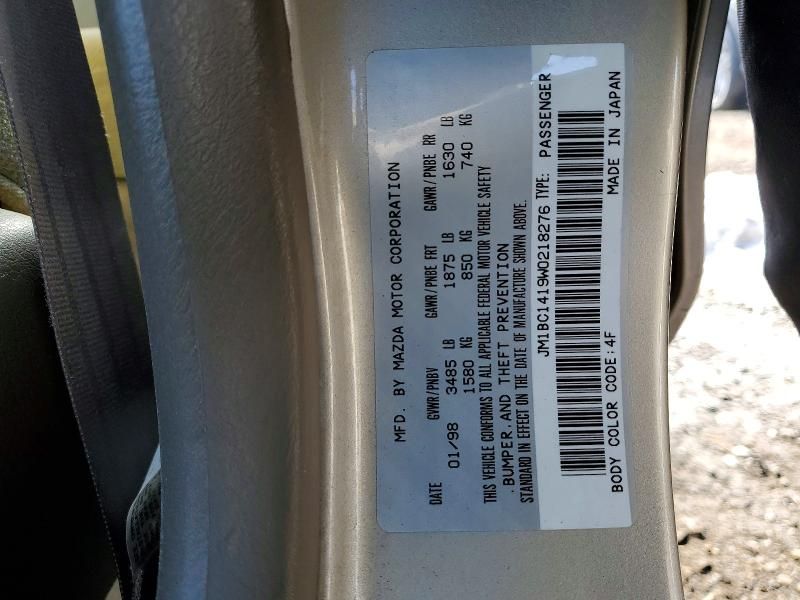 MFD. BY MAZDA MOTOR CORPORATION
DATE GVWR/PNBV GAWR/PNBE FRT GAWR/PNBE RR
01/98 3485 LB 1875 LB 1630 LB
1580 KG 850 KG 740 KG
THIS VEHICLE CONFORMS TO ALL APPLICABLE FEDERAL MOTOR VEHICLE SAFETY
,BUMPER,AND THEFT PREVENTION
STANDARD IN EFFECT ON THE DATE OF MANUFACTURE SHOWN ABOVE.
JM1BC1419W0218276 TYPE: PASSENGER
BODY COLOR CODE:4F MADE IN JAPAN